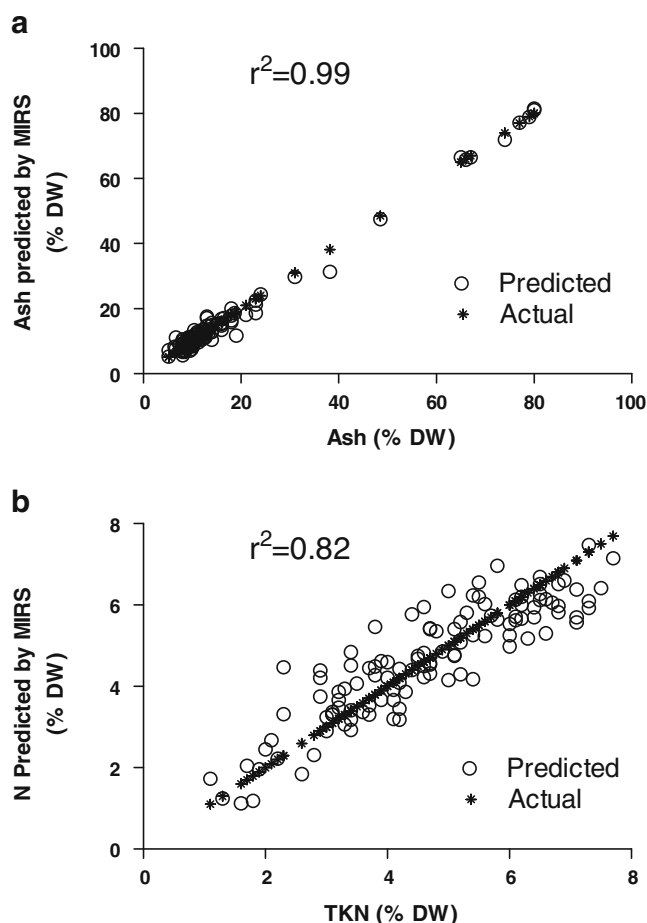 a
r²=0.99
Ash predicted by MIRS
(% DW)
100
80
60
40
20
0
Predicted
Actual
0 20 40 60 80 100
Ash (% DW)
b
r²=0.82
N Predicted by MIRS
(% DW)
8
6
4
2
0
Predicted
Actual
0 2 4 6 8
TKN (% DW)